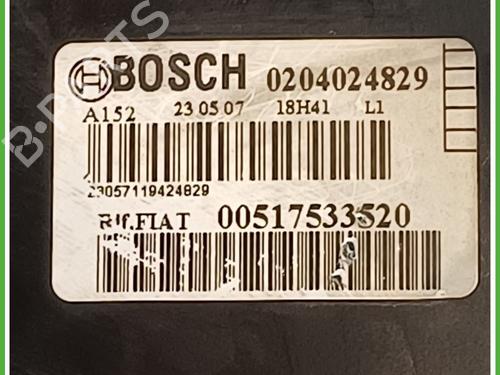 BOSCH 0204024829
A152 23 05 07 18H41 L1
23057119424829
Rif.FIAT 00517533520
B-PARTS